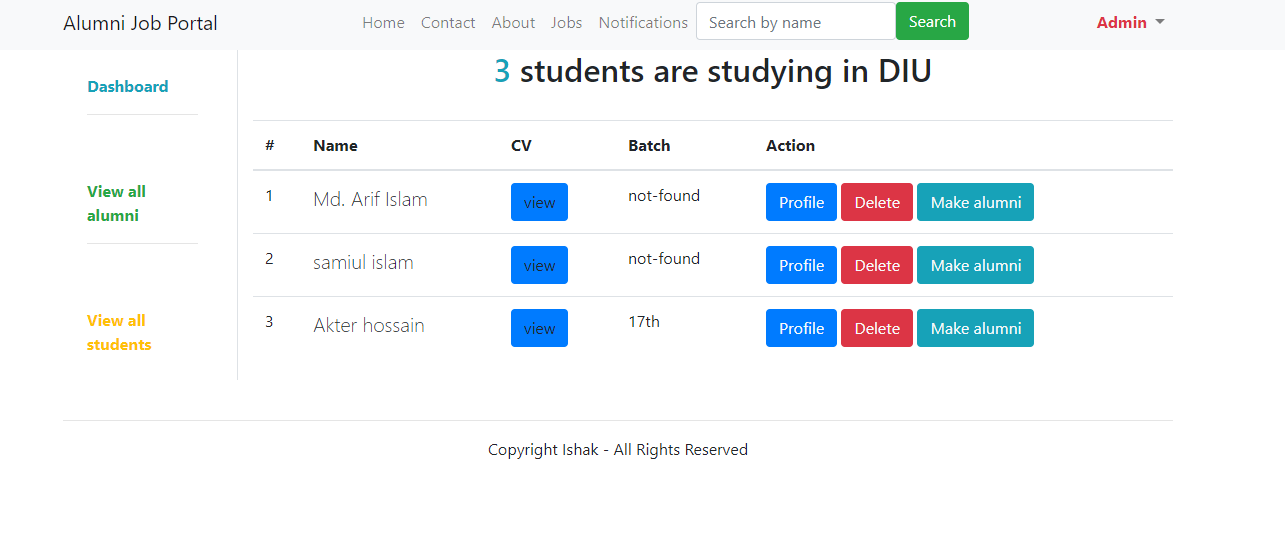 Alumni Job Portal Home Contact About Jobs Notifications Search by name Search Admin
Dashboard
View all
alumni
View all
students
3 students are studying in DIU
# Name CV Batch Action
1 Md. Arif Islam view not-found Profile Delete Make alumni
2 samiul islam view not-found Profile Delete Make alumni
3 Akter hossain view 17th Profile Delete Make alumni
Copyright Ishak - All Rights Reserved